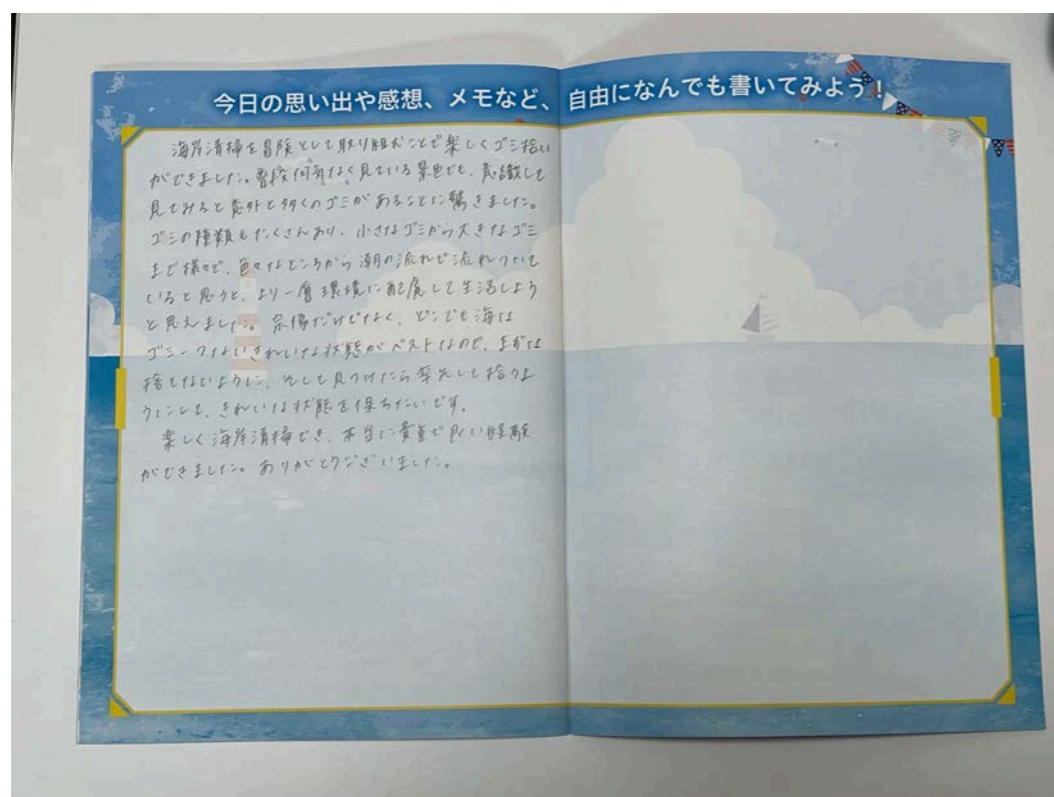 今日の思い出や感想、メモなど、自由になんでも書いてみよう！
海岸清掃を冒険として取り組むことで楽しくゴミ拾い
ができました。普段何気なく見ている景色でも、意識して
見てみると意外と多くのゴミがあることに驚きました。
ゴミの種類もたくさんあり、小さなゴミから大きなゴミ
まで様々で、色々なところから潮の流れで流れついて
いると思うと、より一層環境に配慮して生活しよう
と思えました。宗像だけでなく、どこでも海は
ゴミ一つないきれいな状態がベストなので、まずは
捨てないように、そして見つけたら率先して拾うよ
うにして、きれいな状態を保ちたいです。
楽しく海岸清掃でき、本当に貴重で良い経験
ができました。ありがとうございました。